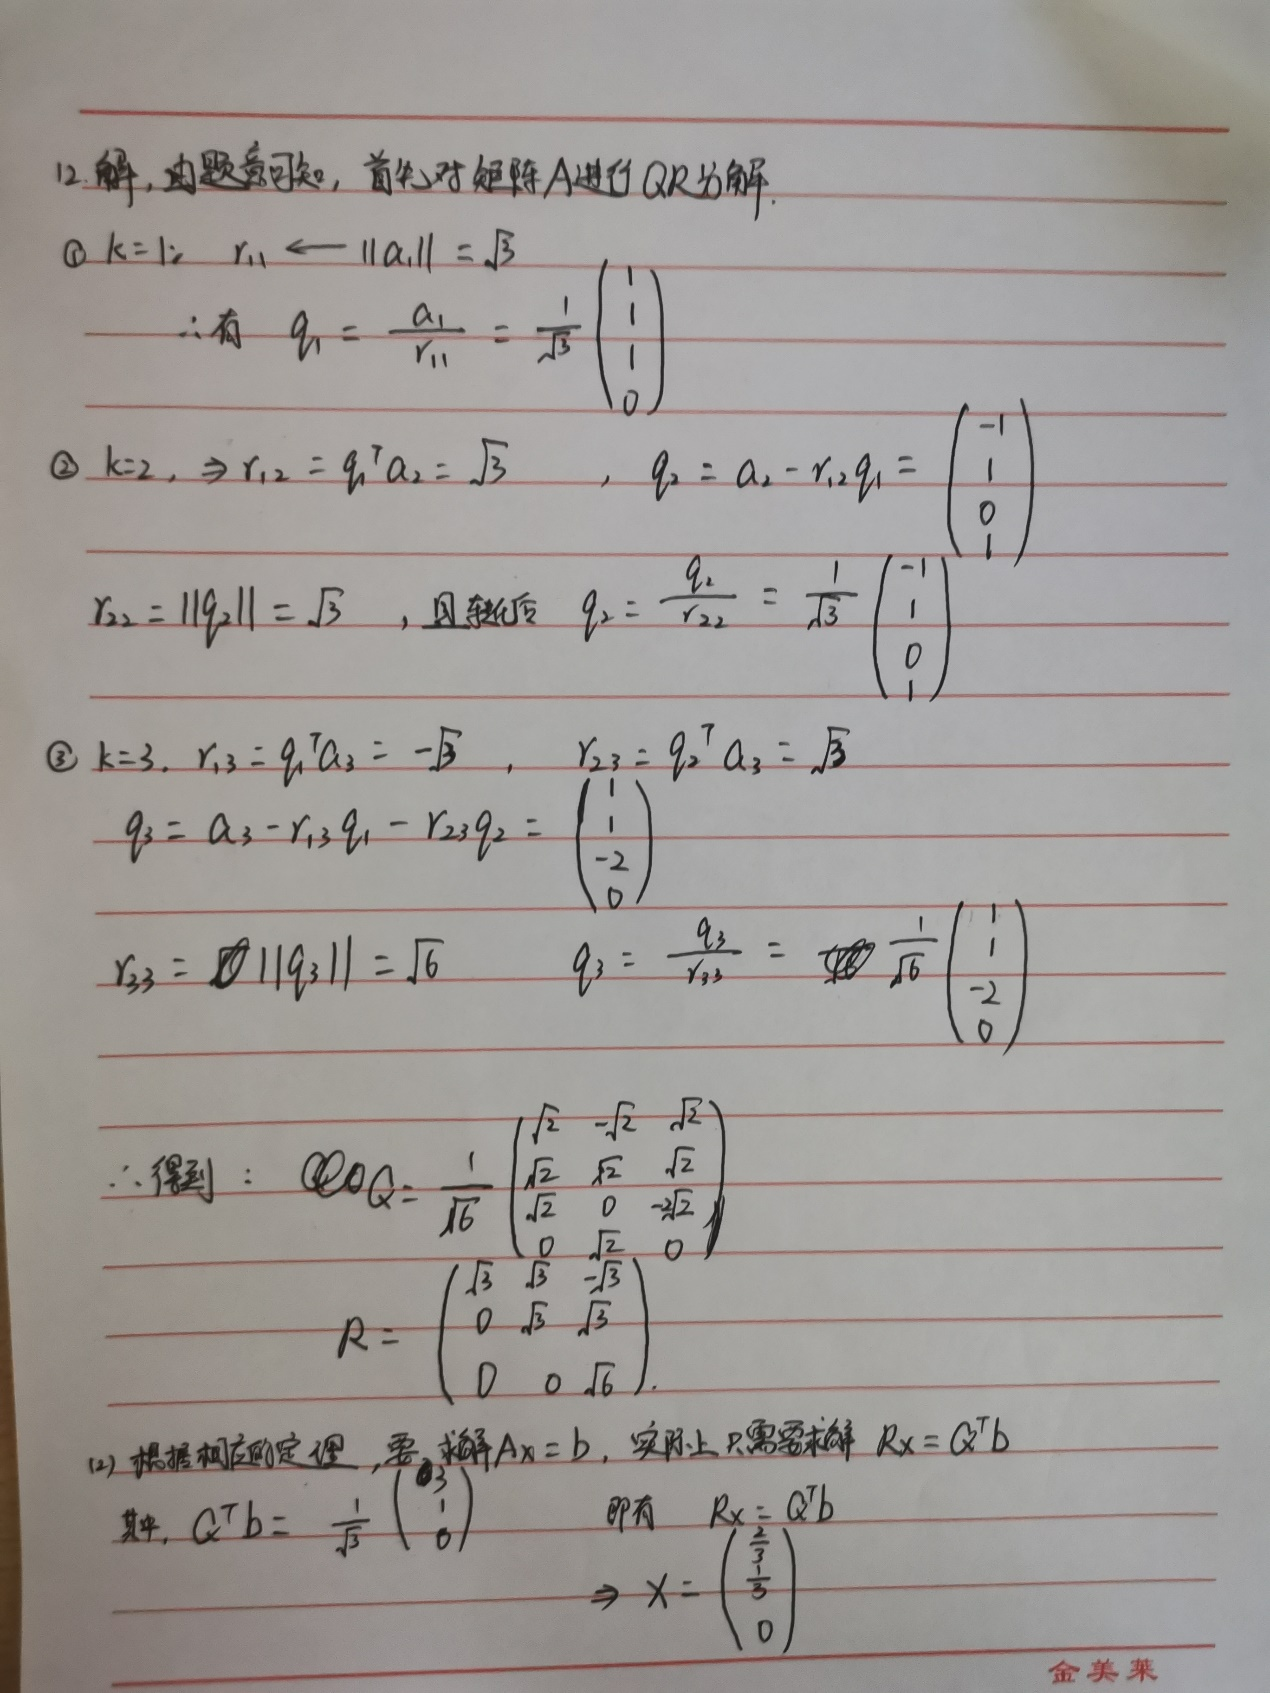 12. 解,由题意可知,首先对矩阵A进行QR分解.
① k=1: r₁₁ ← ||a₁|| = √3
∴有 q₁ = a₁/r₁₁ = 1/√3 (1 1 1 0)
② k=2, ⇒ r₁₂ = q₁ᵀa₂ = √3 , q₂ = a₂ - r₁₂q₁ = (-1 1 0 1)
r₂₂ = ||q₂|| = √3 , 且 后 q₂ = q₂/r₂₂ = 1/√3 (-1 1 0 1)
③ k=3. r₁₃ = q₁ᵀa₃ = -√3 , r₂₃ = q₂ᵀa₃ = √3
q₃ = a₃ - r₁₃q₁ - r₂₃q₂ = (1 1 -2 0)
r₃₃ = ||q₃|| = √6 q₃ = q₃/r₃₃ = 1/√6 (1 1 -2 0)
∴得到: Q = 1/√6
√2 -√2 √2
√2 √2 √2
√2 0 -2√2
0 √2 0
R =
√3 √3 -√3
0 √3 √3
0 0 √6 .
(2) 根据相应的定理,要求解Ax=b,实际上只需要求解 Rx=Qᵀb
其中, Qᵀb = 1/√3 (3 1 0) 即有 Rx = Qᵀb
⇒ x = (2/3 1/3 0)
金美莱